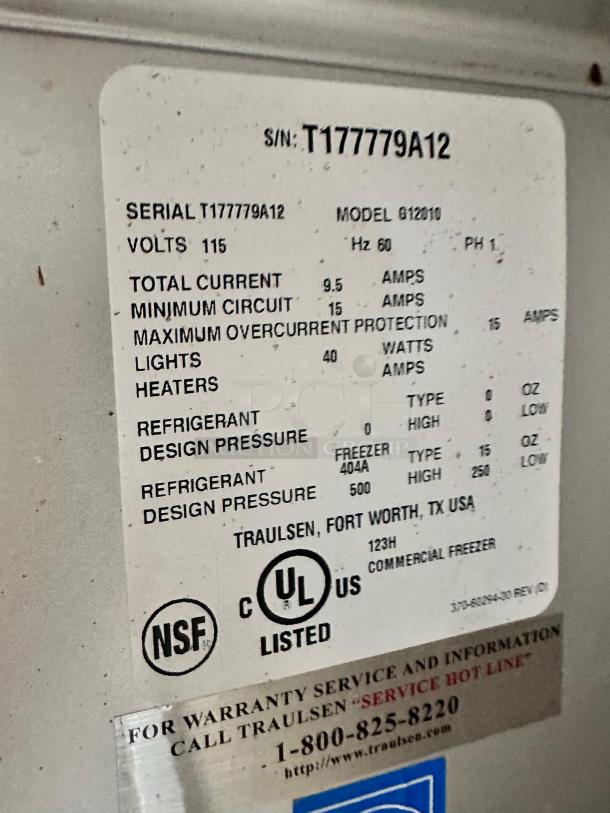 S/N: T177779A12
SERIAL T177779A12 MODEL G12010
VOLTS 115 Hz 60 PH 1
TOTAL CURRENT 9.5 AMPS
MINIMUM CIRCUIT 15 AMPS
MAXIMUM OVERCURRENT PROTECTION 15 AMPS
LIGHTS 40 WATTS
HEATERS AMPS
REFRIGERANT TYPE 0 OZ
DESIGN PRESSURE 0 HIGH 0 LOW
FREEZER
REFRIGERANT 404A TYPE 15 OZ
DESIGN PRESSURE 500 HIGH 250 LOW
TRAULSEN, FORT WORTH, TX USA
123H
COMMERCIAL FREEZER
C UL US
LISTED
NSF
370-60294-00 REV (D)
FOR WARRANTY SERVICE AND INFORMATION
CALL TRAULSEN "SERVICE HOT LINE"
1-800-825-8220
http://www.traulsen.com